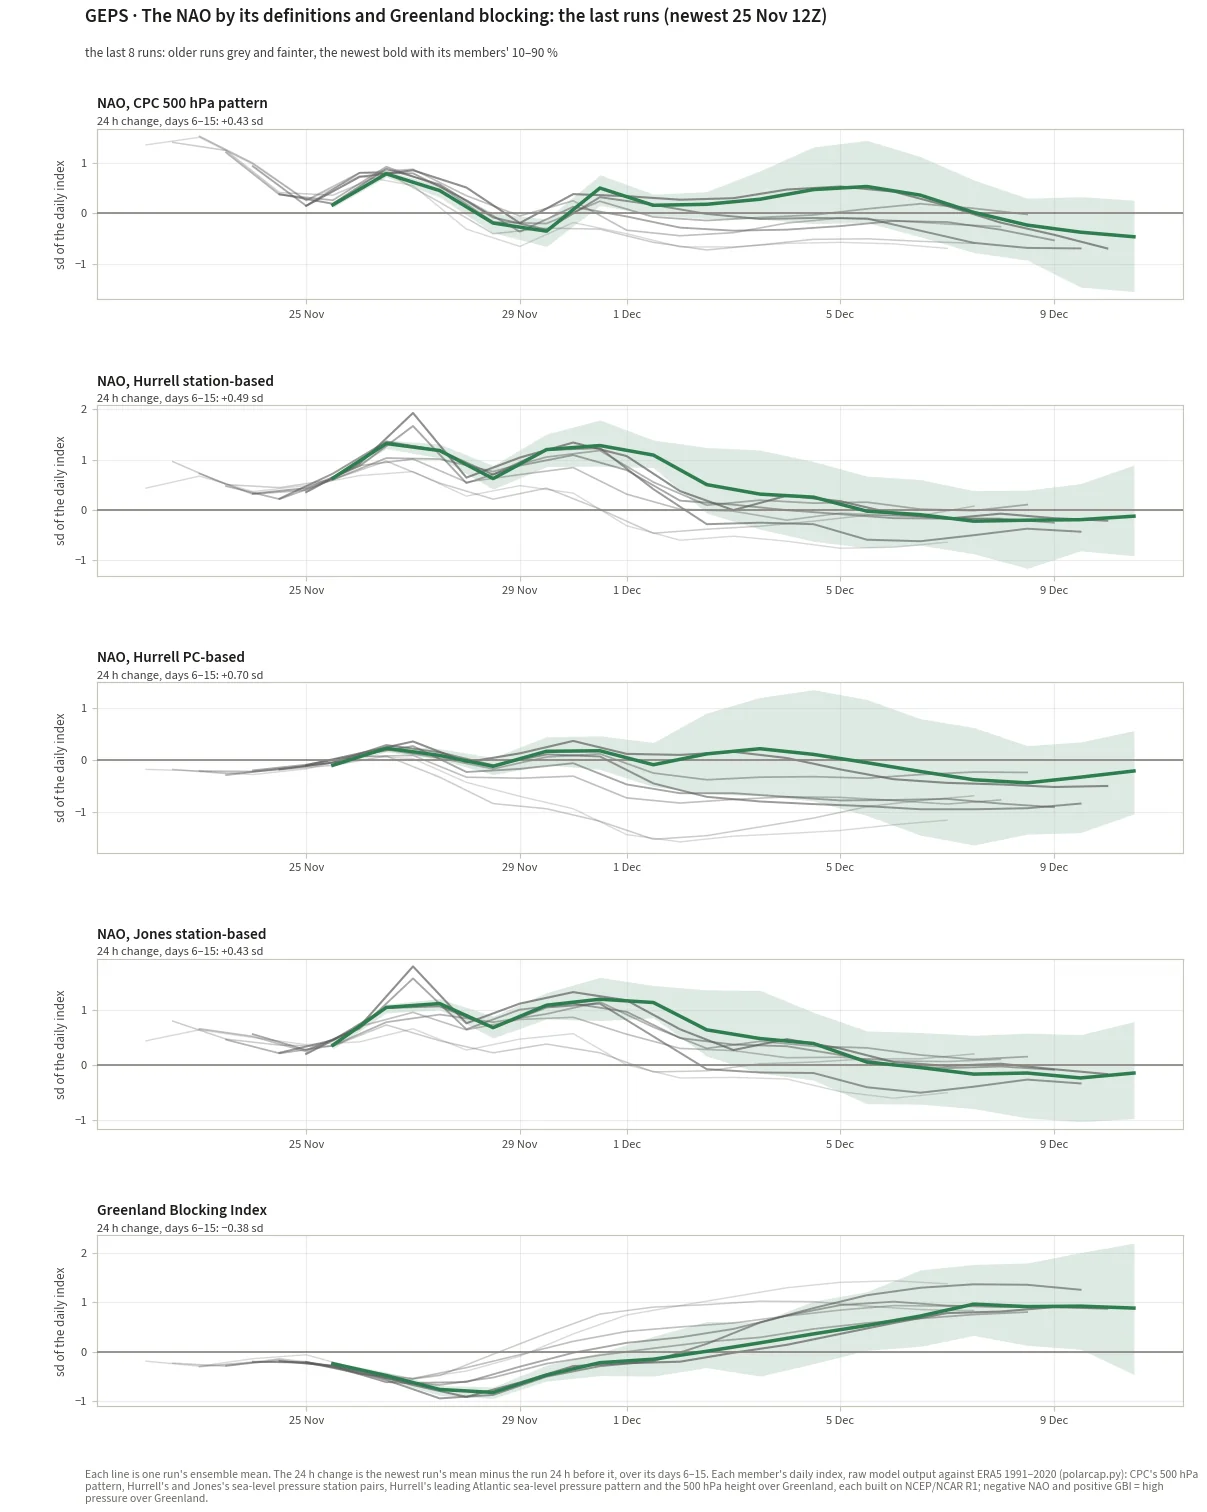 GEPS · The NAO by its definitions and Greenland blocking: the last runs (newest 25 Nov 12Z)
the last 8 runs: older runs grey and fainter, the newest bold with its members' 10–90 %
NAO, CPC 500 hPa pattern
24 h change, days 6–15: +0.43 sd
sd of the daily index
1
0
−1
25 Nov
29 Nov
1 Dec
5 Dec
9 Dec
NAO, Hurrell station-based
24 h change, days 6–15: +0.49 sd
sd of the daily index
2
1
0
−1
25 Nov
29 Nov
1 Dec
5 Dec
9 Dec
NAO, Hurrell PC-based
24 h change, days 6–15: +0.70 sd
sd of the daily index
1
0
−1
25 Nov
29 Nov
1 Dec
5 Dec
9 Dec
NAO, Jones station-based
24 h change, days 6–15: +0.43 sd
sd of the daily index
1
0
−1
25 Nov
29 Nov
1 Dec
5 Dec
9 Dec
Greenland Blocking Index
24 h change, days 6–15: −0.38 sd
sd of the daily index
2
1
0
−1
25 Nov
29 Nov
1 Dec
5 Dec
9 Dec
Each line is one run's ensemble mean. The 24 h change is the newest run's mean minus the run 24 h before it, over its days 6–15. Each member's daily index, raw model output against ERA5 1991–2020 (polarcap.py): CPC's 500 hPa
pattern, Hurrell's and Jones's sea-level pressure station pairs, Hurrell's leading Atlantic sea-level pressure pattern and the 500 hPa height over Greenland, each built on NCEP/NCAR R1; negative NAO and positive GBI = high
pressure over Greenland.